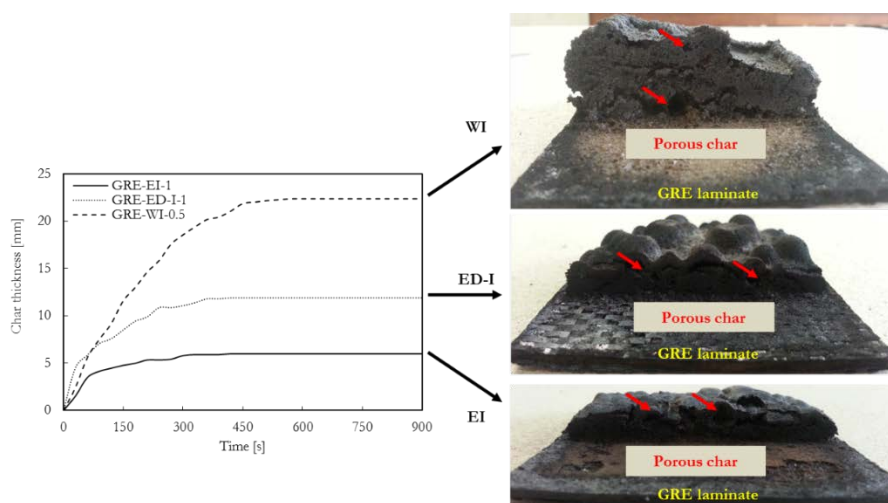 Char thickness [mm]
25
20
15
10
5
0
GRE-EI-1
GRE-ED-I-1
GRE-WI-0.5
0
150
300
450
600
750
900
Time [s]
WI
ED-I
EI
Porous char
GRE laminate
Porous char
GRE laminate
Porous char
GRE laminate